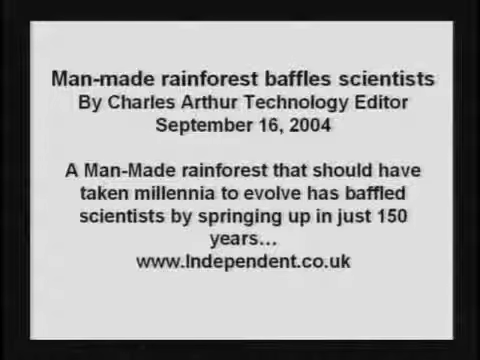 Man-made rainforest baffles scientists
By Charles Arthur Technology Editor
September 16, 2004
A Man-Made rainforest that should have
taken millennia to evolve has baffled
scientists by springing up in just 150
years…
www.Independent.co.uk